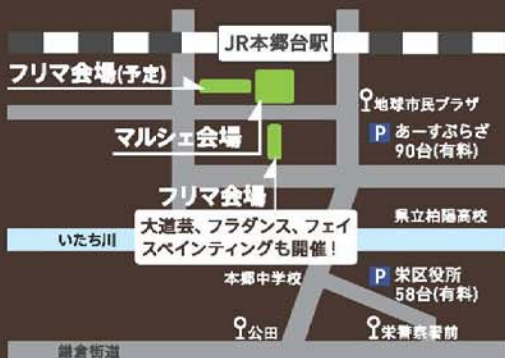 JR本郷台駅
フリマ会場(予定)
地球市民プラザ
マルシェ会場
P あーすぷらざ
90台(有料)
フリマ会場
大道芸、フラダンス、フェイ
スペインティングも開催!
県立柏陽高校
いたち川
本郷中学校
P 栄区役所
58台(有料)
公田
栄警察署前
鎌倉街道